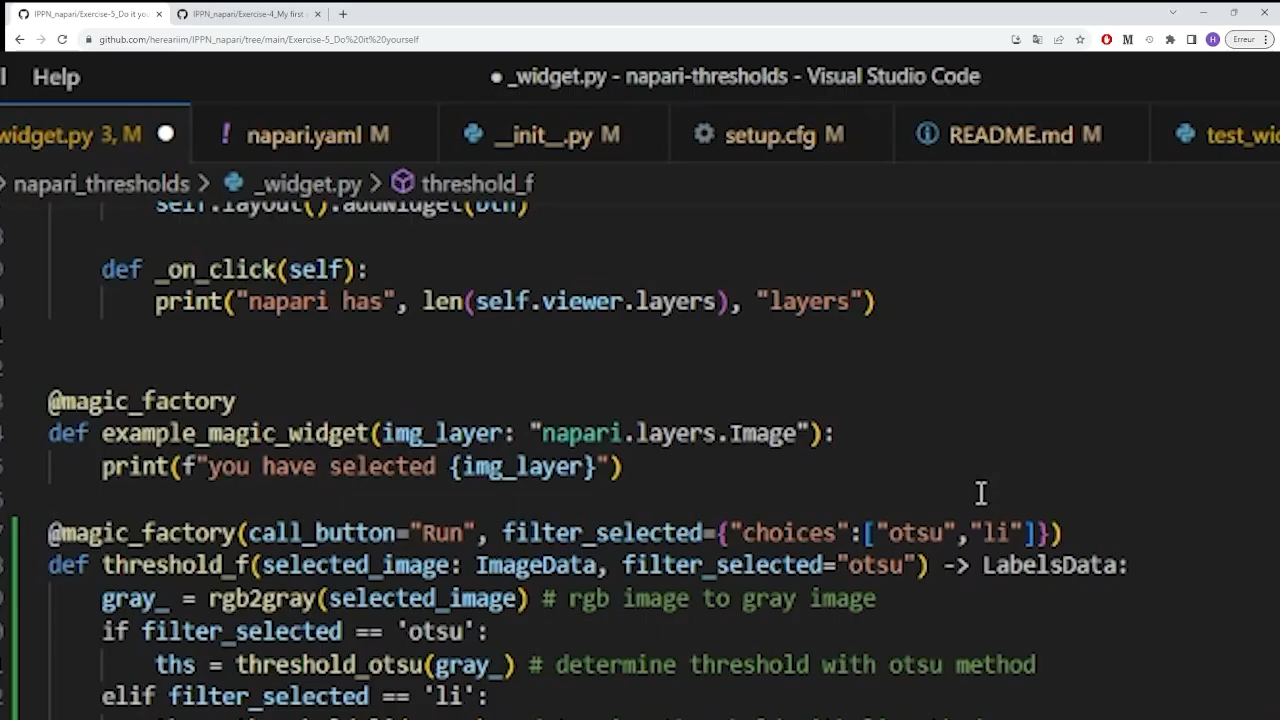 IPPN_napari/Exercise-5_Do it you
IPPN_napari/Exercise-4_My first
github.com/hereariim/IPPN_napari/tree/main/Exercise-5_Do%20it%20yourself
M
H
Erreur
Help
● _widget.py - napari-thresholds - Visual Studio Code
widget.py 3, M
! napari.yaml M
__init__.py M
setup.cfg M
README.md M
napari_thresholds > _widget.py > threshold_f
self.layout().addWidget(btn)
def _on_click(self):
print("napari has", len(self.viewer.layers), "layers")
@magic_factory
def example_magic_widget(img_layer: "napari.layers.Image"):
print(f"you have selected {img_layer}")
@magic_factory(call_button="Run", filter_selected={"choices":["otsu","li"]})
def threshold_f(selected_image: ImageData, filter_selected="otsu") -> LabelsData:
gray_ = rgb2gray(selected_image) # rgb image to gray image
if filter_selected == 'otsu':
ths = threshold_otsu(gray_) # determine threshold with otsu method
elif filter_selected == 'li':